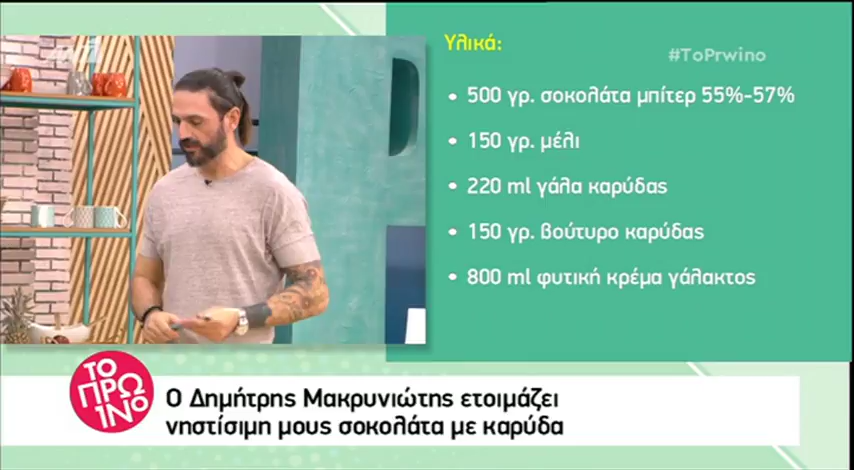 ΑΝΤ1
Υλικά:
#ToPrwino
• 500 γρ. σοκολάτα μπίτερ 55%-57%
• 150 γρ. μέλι
• 220 ml γάλα καρύδας
• 150 γρ. βούτυρο καρύδας
• 800 ml φυτική κρέμα γάλακτος
ΤΟ
ΠΡΩ
ΙΝΟ
Ο Δημήτρης Μακρυνιώτης ετοιμάζει
νηστίσιμη μους σοκολάτα με καρύδα